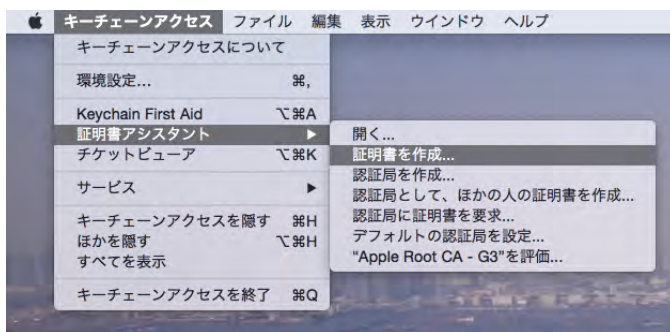 キーチェーンアクセス ファイル 編集 表示 ウインドウ ヘルプ
キーチェーンアクセスについて
環境設定... ⌘,
Keychain First Aid ⌥⌘A
証明書アシスタント ▶
チケットビューア ⌥⌘K
サービス ▶
キーチェーンアクセスを隠す ⌘H
ほかを隠す ⌥⌘H
すべてを表示
キーチェーンアクセスを終了 ⌘Q
開く...
証明書を作成...
認証局を作成...
認証局として、ほかの人の証明書を作成...
認証局に証明書を要求...
デフォルトの認証局を設定...
"Apple Root CA - G3"を評価...